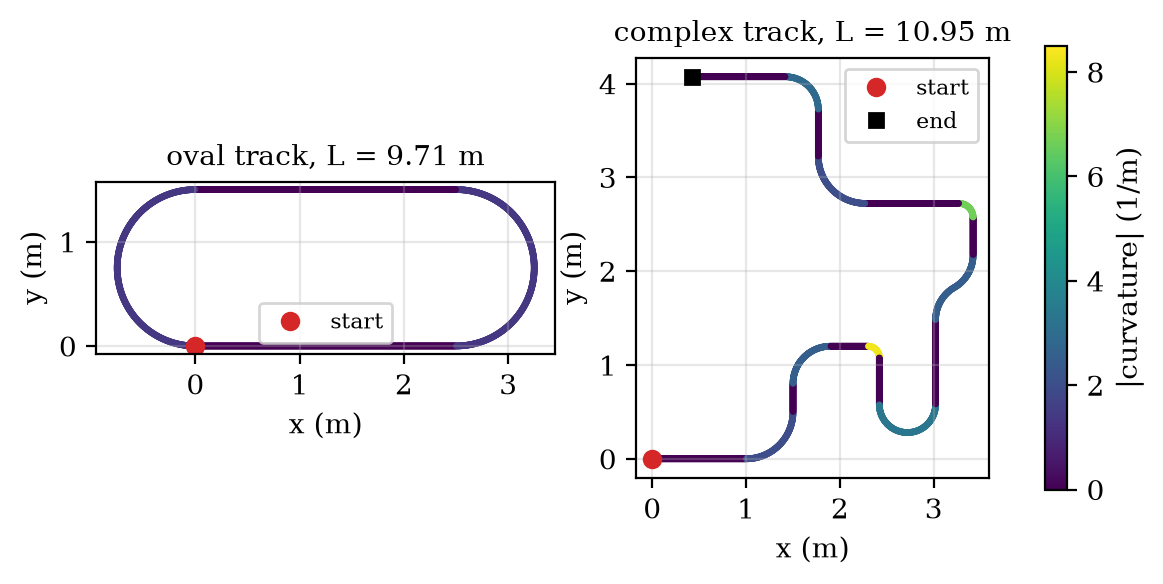 oval track, L = 9.71 m
y (m)
1
0
0
1
2
3
x (m)
start
complex track, L = 10.95 m
y (m)
4
3
2
1
0
0
1
2
3
x (m)
start
end
8
6
4
2
0
|curvature| (1/m)